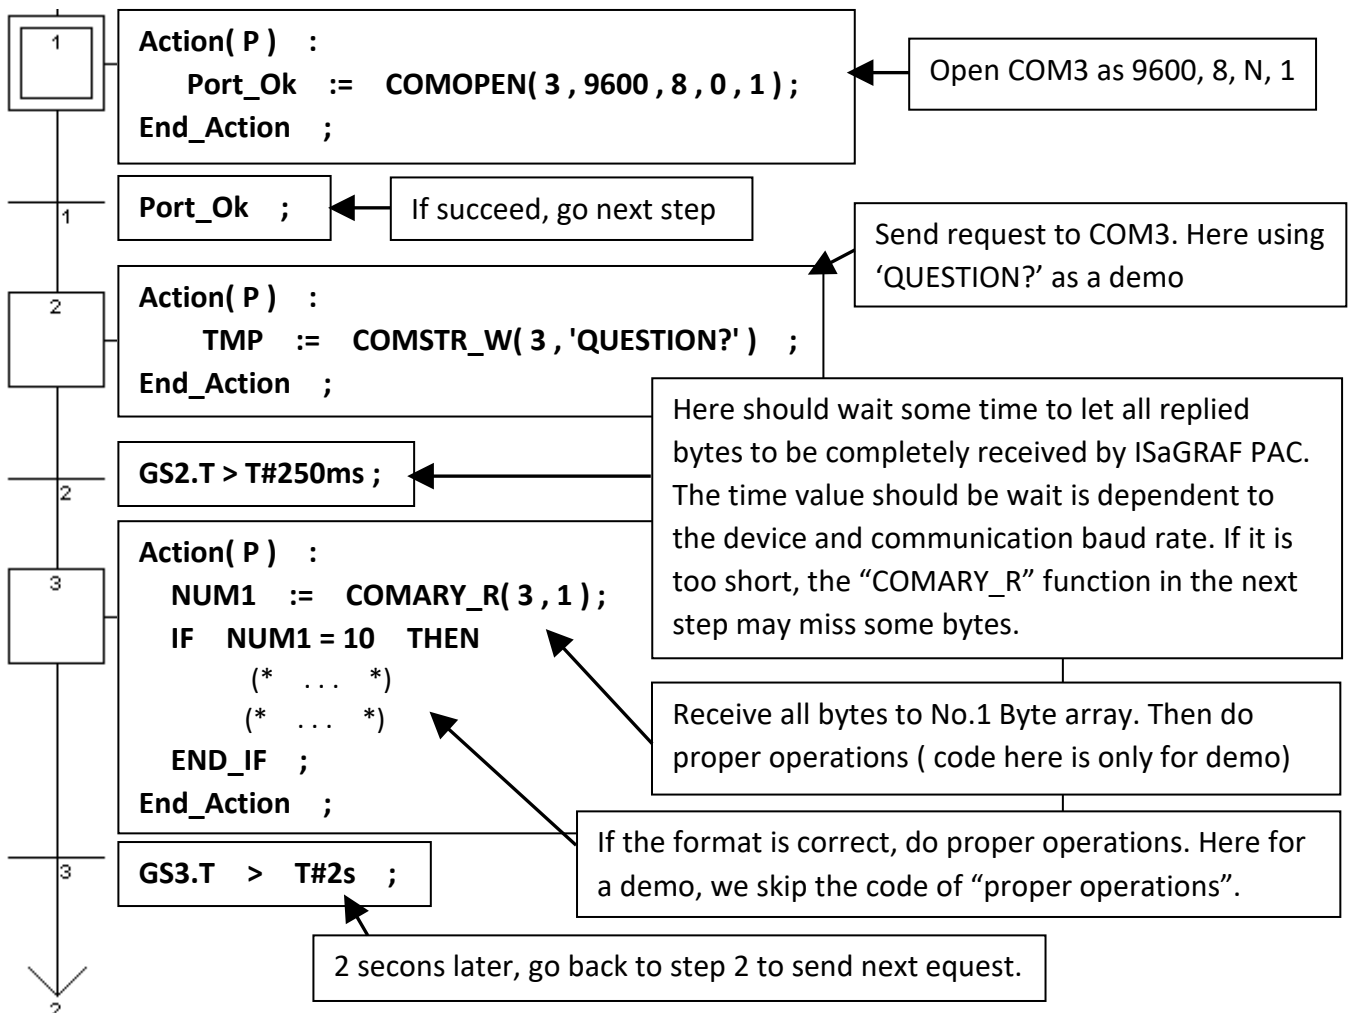 1
Action( P ) :
Port_Ok := COMOPEN( 3 , 9600 , 8 , 0 , 1 ) ;
End_Action ;
Open COM3 as 9600, 8, N, 1
1
Port_Ok ;
If succeed, go next step
Send request to COM3. Here using
‘QUESTION?’ as a demo
2
Action( P ) :
TMP := COMSTR_W( 3 , 'QUESTION?' ) ;
End_Action ;
Here should wait some time to let all replied
bytes to be completely received by ISaGRAF PAC.
The time value should be wait is dependent to
the device and communication baud rate. If it is
too short, the “COMARY_R” function in the next
step may miss some bytes.
2
GS2.T > T#250ms ;
3
Action( P ) :
NUM1 := COMARY_R( 3 , 1 ) ;
IF NUM1 = 10 THEN
(* . . . *)
(* . . . *)
END_IF ;
End_Action ;
Receive all bytes to No.1 Byte array. Then do
proper operations ( code here is only for demo)
If the format is correct, do proper operations. Here for
a demo, we skip the code of “proper operations”.
3
GS3.T > T#2s ;
2 secons later, go back to step 2 to send next equest.
2